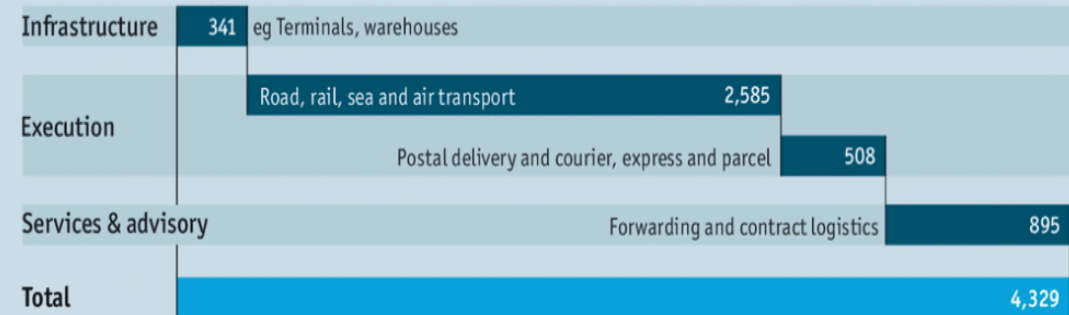 Infrastructure 341 eg Terminals, warehouses
Road, rail, sea and air transport 2,585
Execution
Postal delivery and courier, express and parcel 508
Services & advisory Forwarding and contract logistics 895
Total 4,329